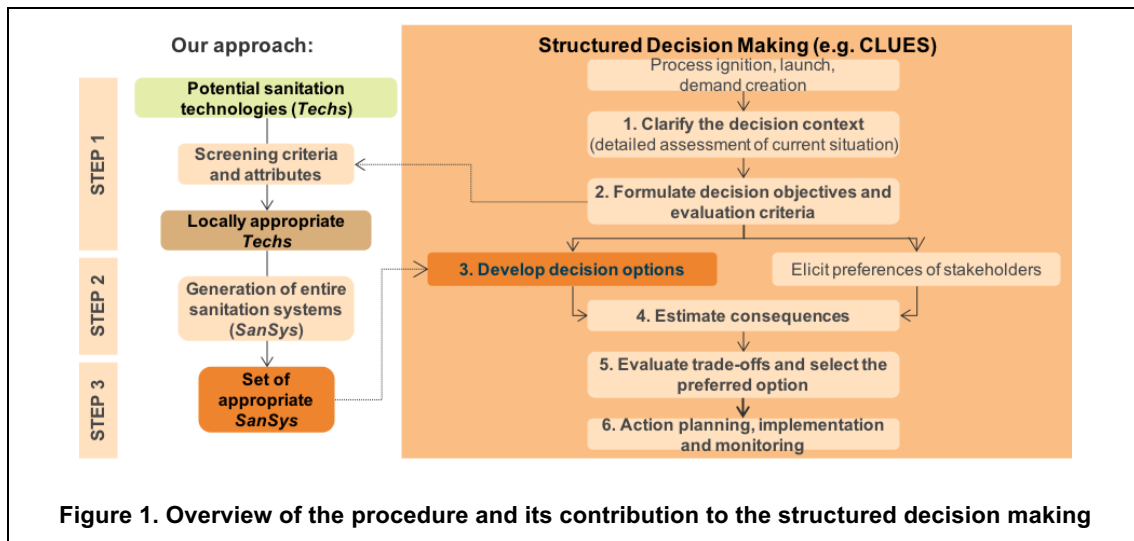 Our approach:
Structured Decision Making (e.g. CLUES)
STEP 1
Potential sanitation
technologies (Techs)
Screening criteria
and attributes
Locally appropriate
Techs
STEP 2
Generation of entire
sanitation systems
(SanSys)
STEP 3
Set of
appropriate
SanSys
Process ignition, launch,
demand creation
1. Clarify the decision context
(detailed assessment of current situation)
2. Formulate decision objectives and
evaluation criteria
3. Develop decision options
Elicit preferences of stakeholders
4. Estimate consequences
5. Evaluate trade-offs and select the
preferred option
6. Action planning, implementation
and monitoring
Figure 1. Overview of the procedure and its contribution to the structured decision making